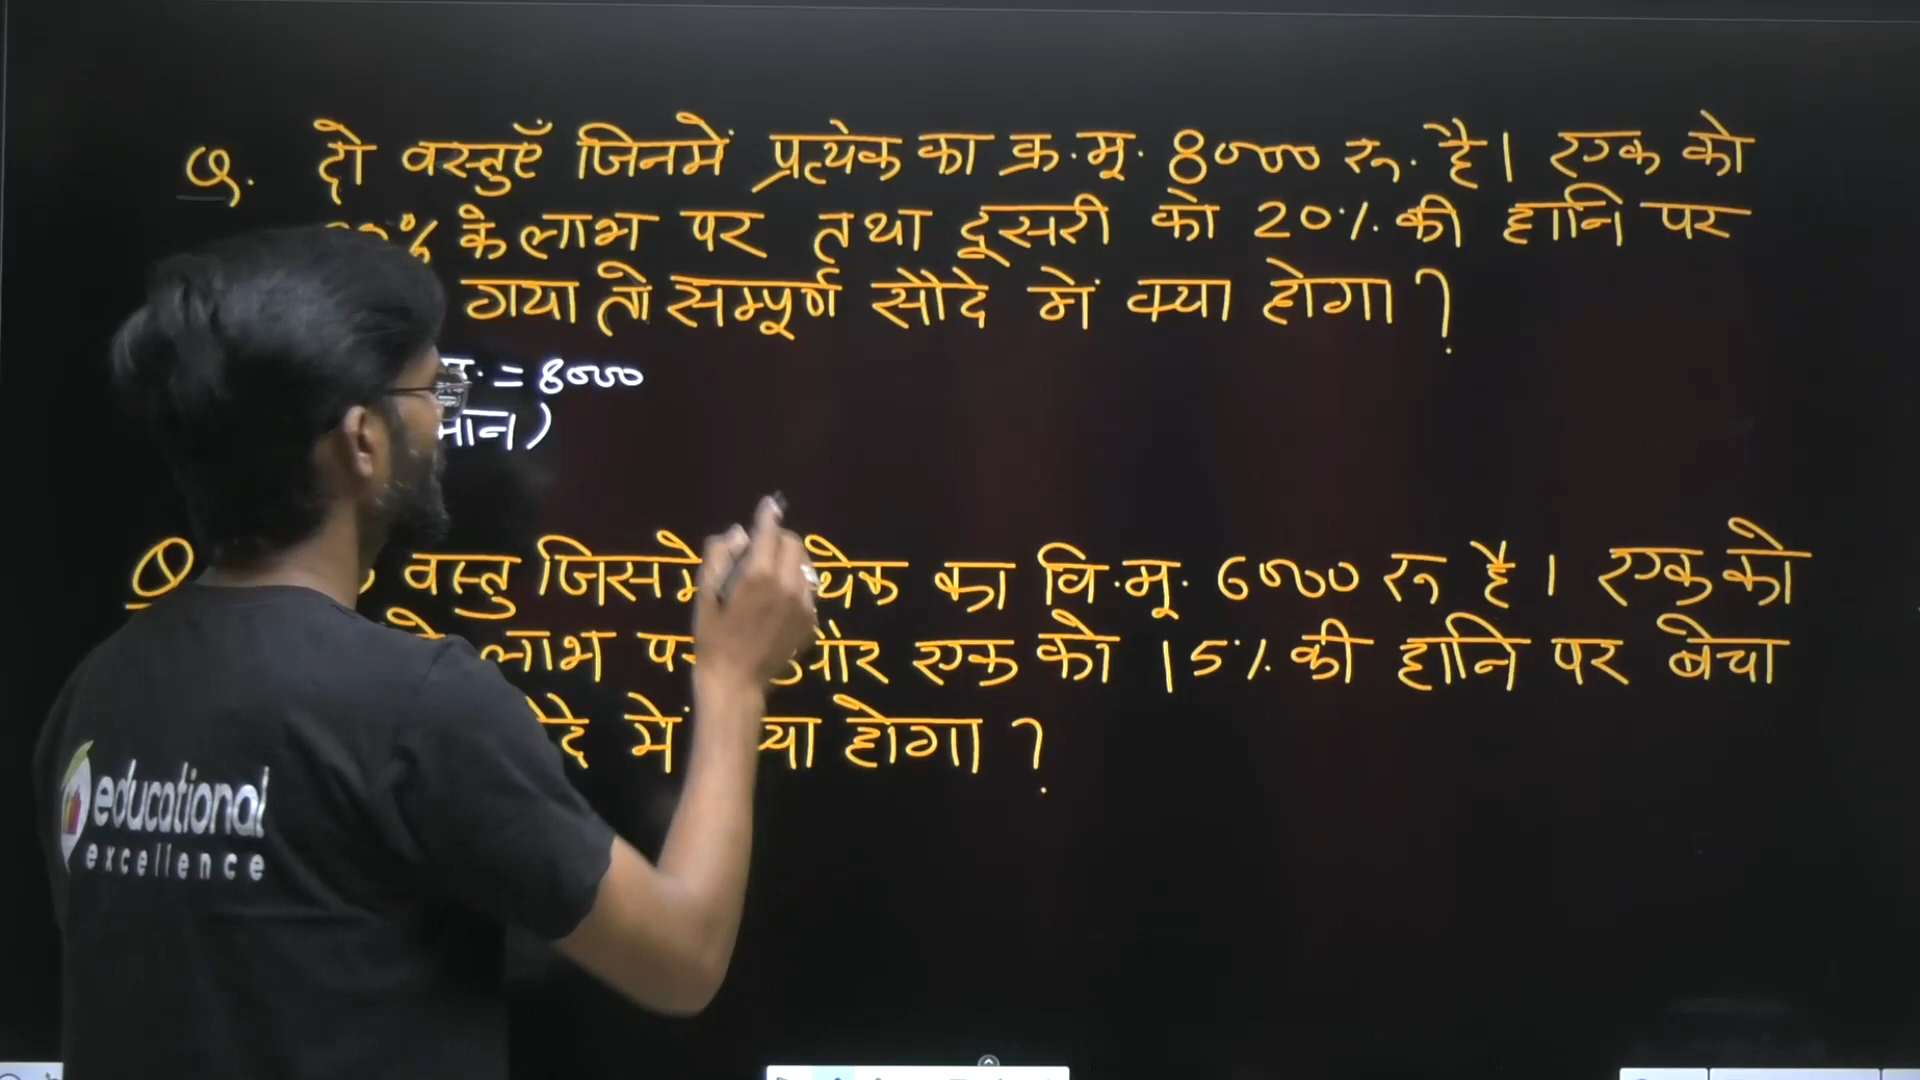 Q. दो वस्तुएँ जिनमें प्रत्येक का क्र.मू. 8000 रू. है। एक को
% के लाभ पर तथा दूसरी को 20% की हानि पर
गया तो सम्पूर्ण सौदे में क्या होगा ?
= 8000
मान)
Q वस्तु जिसमें का वि.मू. 6000 रू है । एक को
लाभ पर और एक को 15% की हानि पर बेचा
में क्या होगा ?
educational
excellence